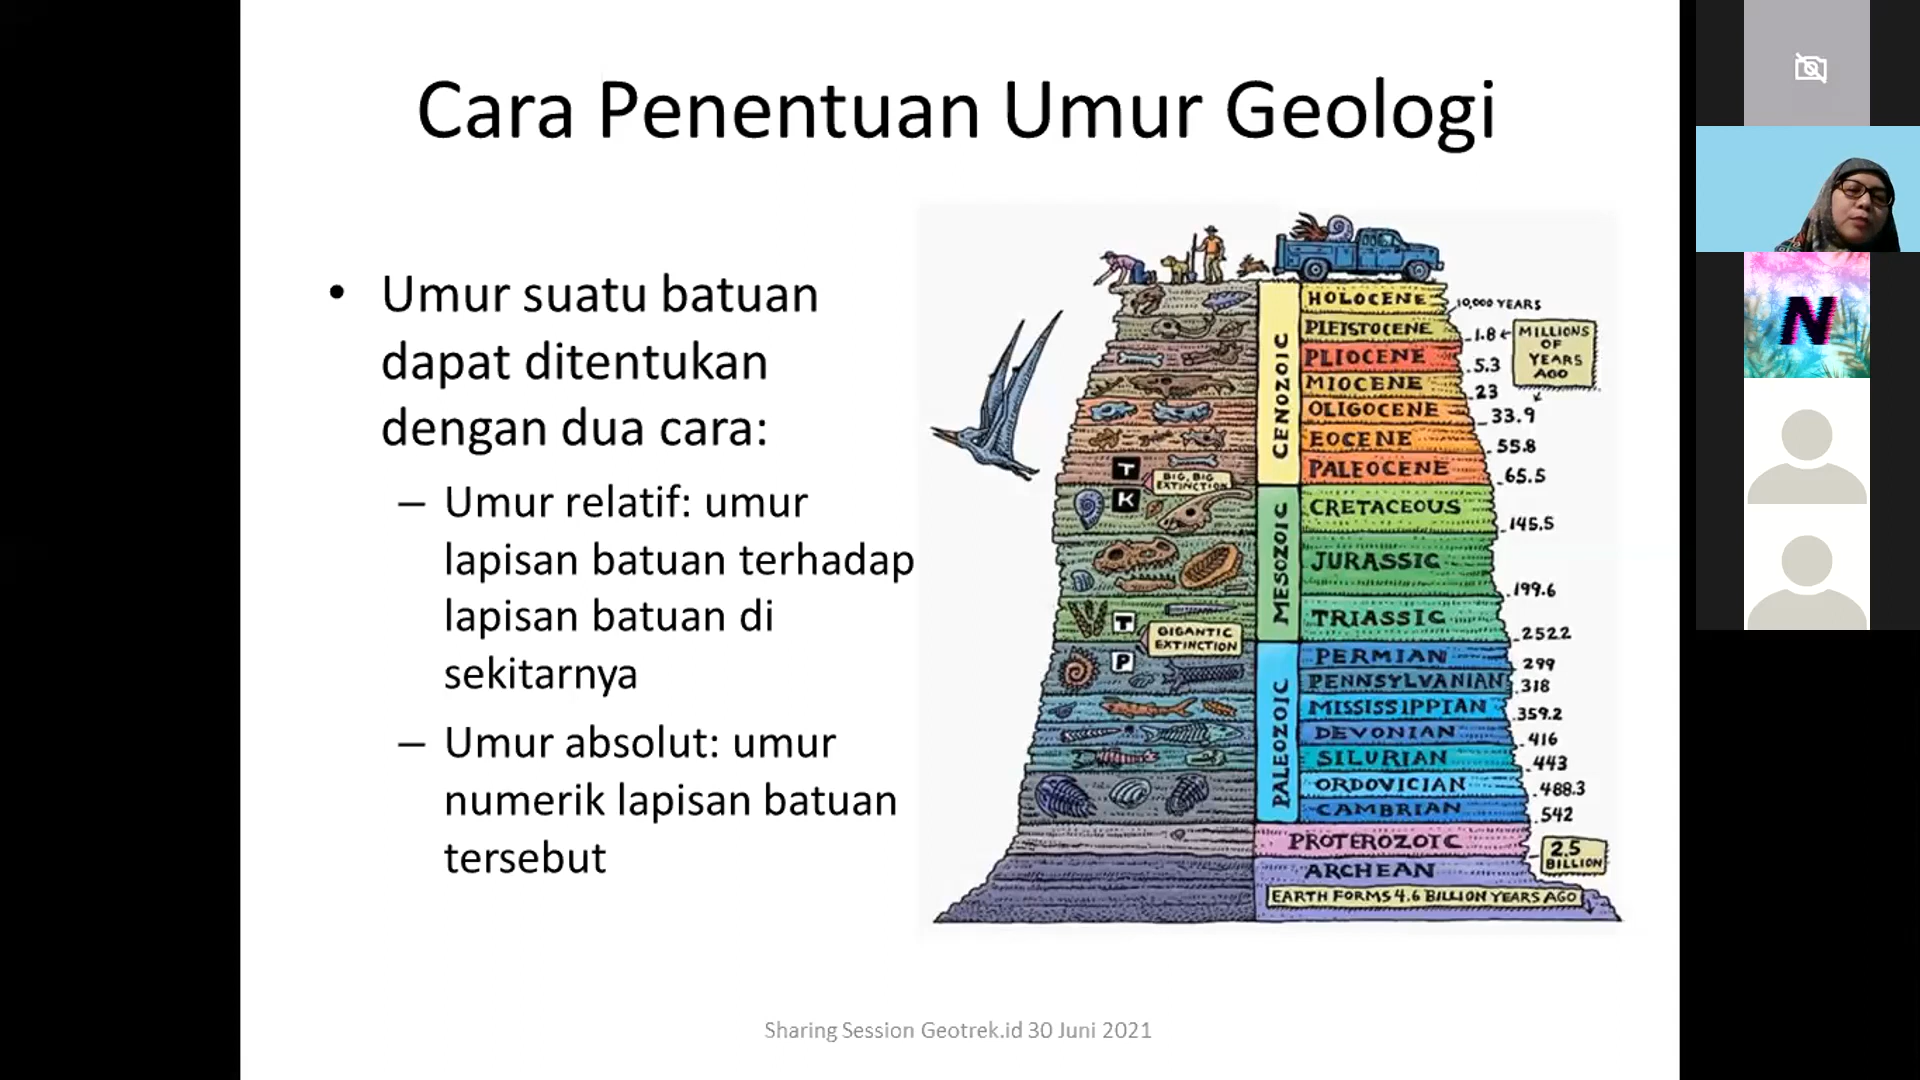 Cara Penentuan Umur Geologi
• Umur suatu batuan
dapat ditentukan
dengan dua cara:
– Umur relatif: umur
lapisan batuan terhadap
lapisan batuan di
sekitarnya
– Umur absolut: umur
numerik lapisan batuan
tersebut
CENOZOIC
HOLOCENE
10,000 YEARS
PLEISTOCENE
1.8
MILLIONS
OF
YEARS
AGO
PLIOCENE
5.3
MIOCENE
23
OLIGOCENE
33.9
EOCENE
55.8
PALEOCENE
65.5
T
BIG, BIG
EXTINCTION
K
MESOZOIC
CRETACEOUS
145.5
JURASSIC
199.6
TRIASSIC
252.2
T
GIGANTIC
EXTINCTION
P
PALEOZOIC
PERMIAN
299
PENNSYLVANIAN
318
MISSISSIPPIAN
359.2
DEVONIAN
416
SILURIAN
443
ORDOVICIAN
488.3
CAMBRIAN
542
PROTEROZOIC
2.5
BILLION
ARCHEAN
EARTH FORMS 4.6 BILLION YEARS AGO
Sharing Session Geotrek.id 30 Juni 2021
N